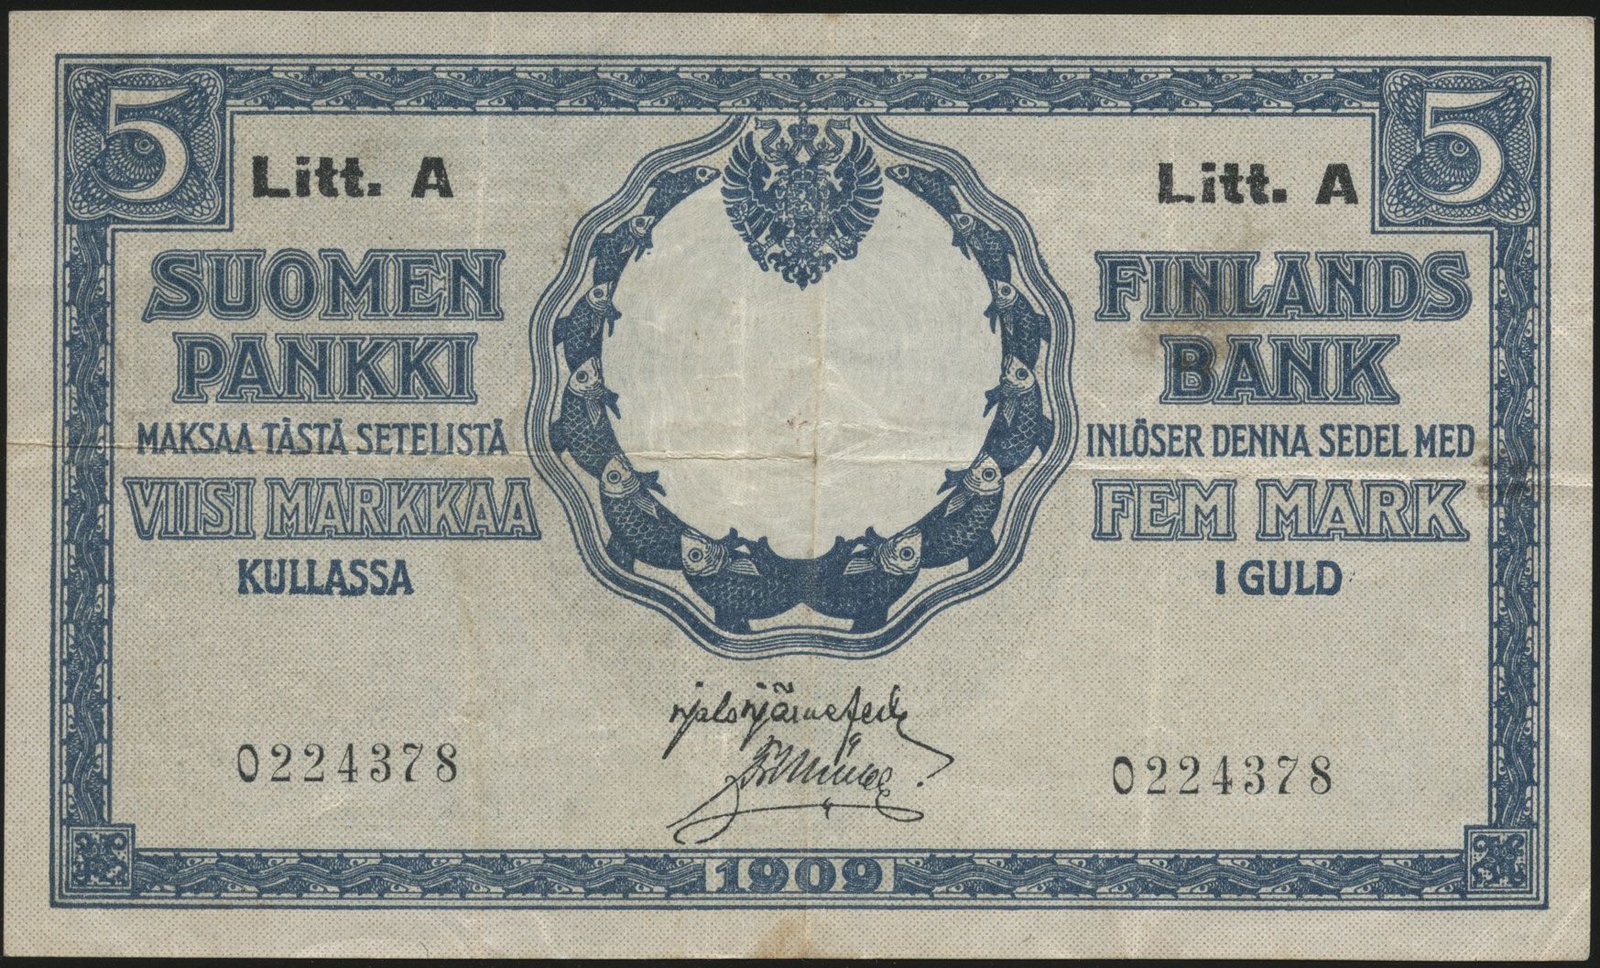 5
5
Litt. A
Litt. A
SUOMEN
PANKKI
MAKSAA TÄSTÄ SETELISTÄ
VIISI MARKKAA
KULLASSA
FINLANDS
BANK
INLÖSER DENNA SEDEL MED
FEM MARK
I GULD
0224378
0224378
1909